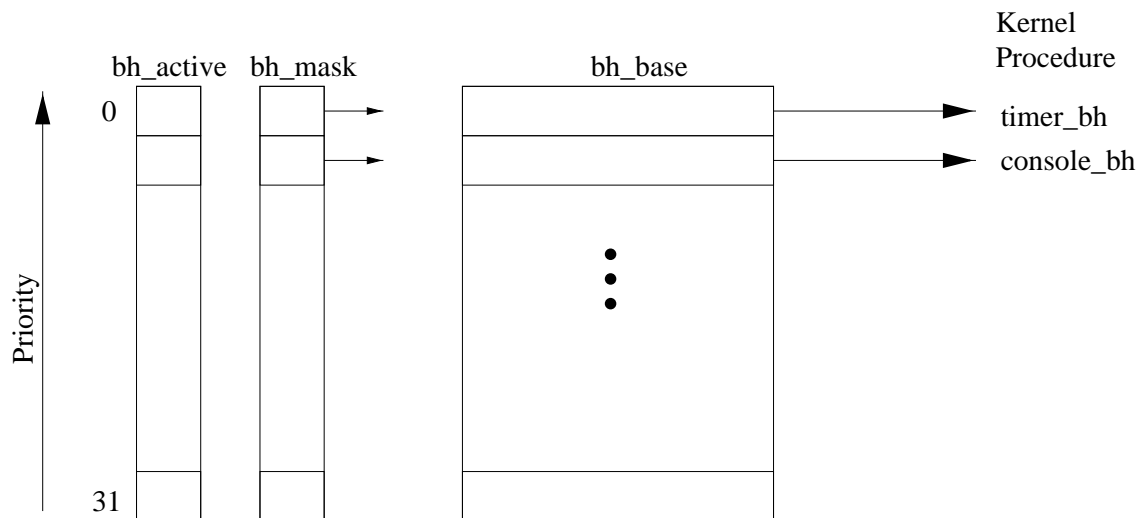 Kernel
Procedure
bh_active bh_mask bh_base
0
timer_bh
console_bh
Priority
31